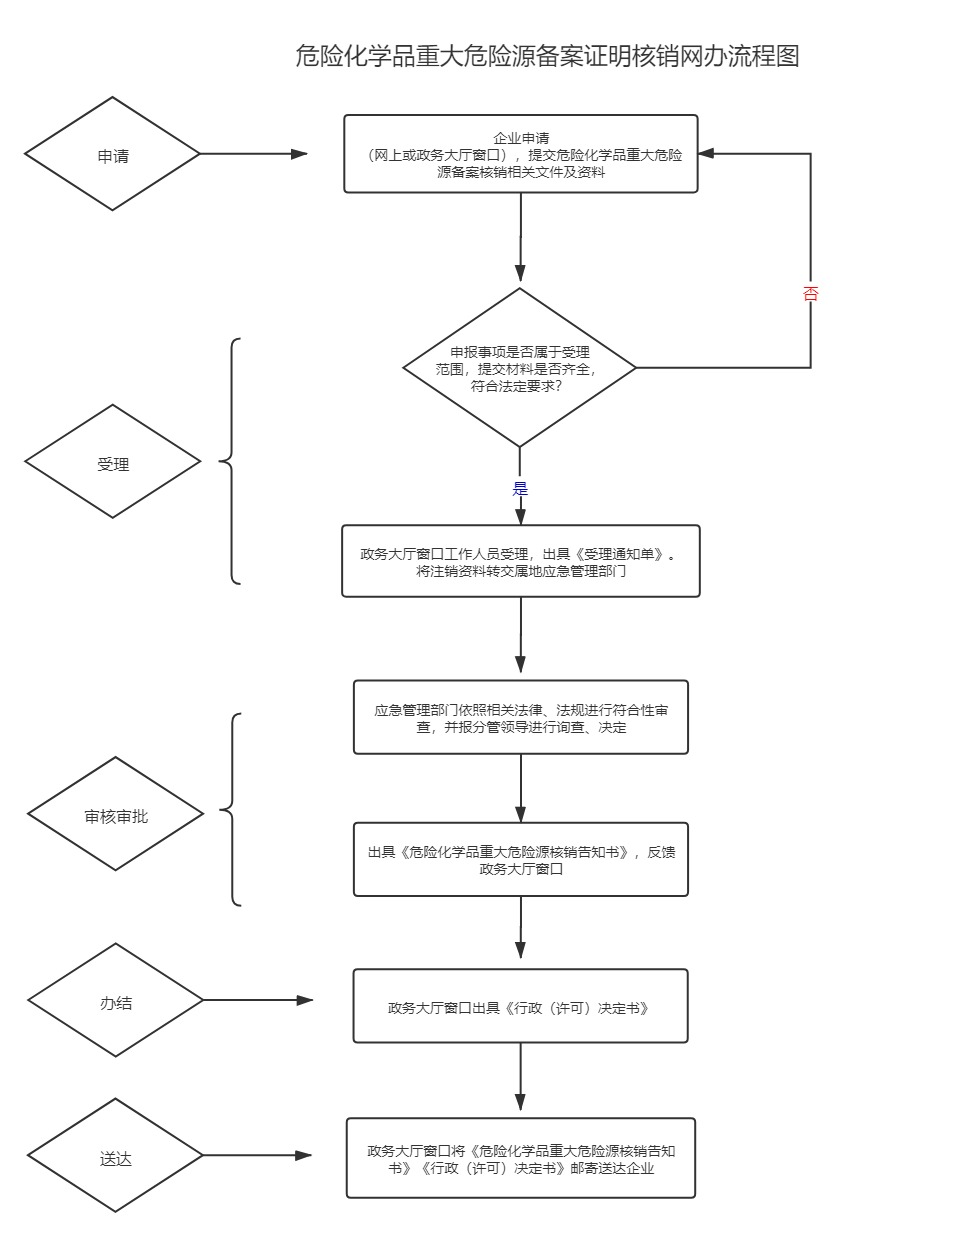 危险化学品重大危险源备案证明核销网办流程图
申请
企业申请
（网上或政务大厅窗口），提交危险化学品重大危险
源备案核销相关文件及资料
否
申报事项是否属于受理
范围，提交材料是否齐全，
符合法定要求？
受理
是
政务大厅窗口工作人员受理，出具《受理通知单》。
将注销资料转交属地应急管理部门
应急管理部门依照相关法律、法规进行符合性审
查，并报分管领导进行询查、决定
审核审批
出具《危险化学品重大危险源核销告知书》，反馈
政务大厅窗口
办结
政务大厅窗口出具《行政（许可）决定书》
送达
政务大厅窗口将《危险化学品重大危险源核销告知
书》《行政（许可）决定书》邮寄送达企业